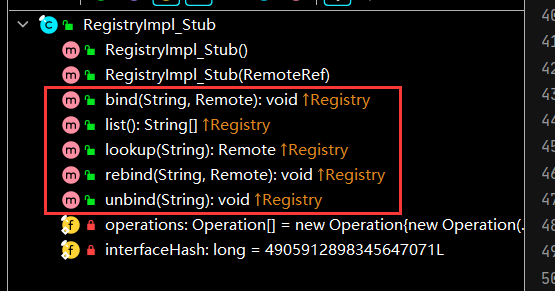 RegistryImpl_Stub
RegistryImpl_Stub()
RegistryImpl_Stub(RemoteRef)
bind(String, Remote): void ↑Registry
list(): String[] ↑Registry
lookup(String): Remote ↑Registry
rebind(String, Remote): void ↑Registry
unbind(String): void ↑Registry
operations: Operation[] = new Operation{new Operation(.
interfaceHash: long = 4905912898345647071L
40
41
42
43
44
45
46
47
48
49
50